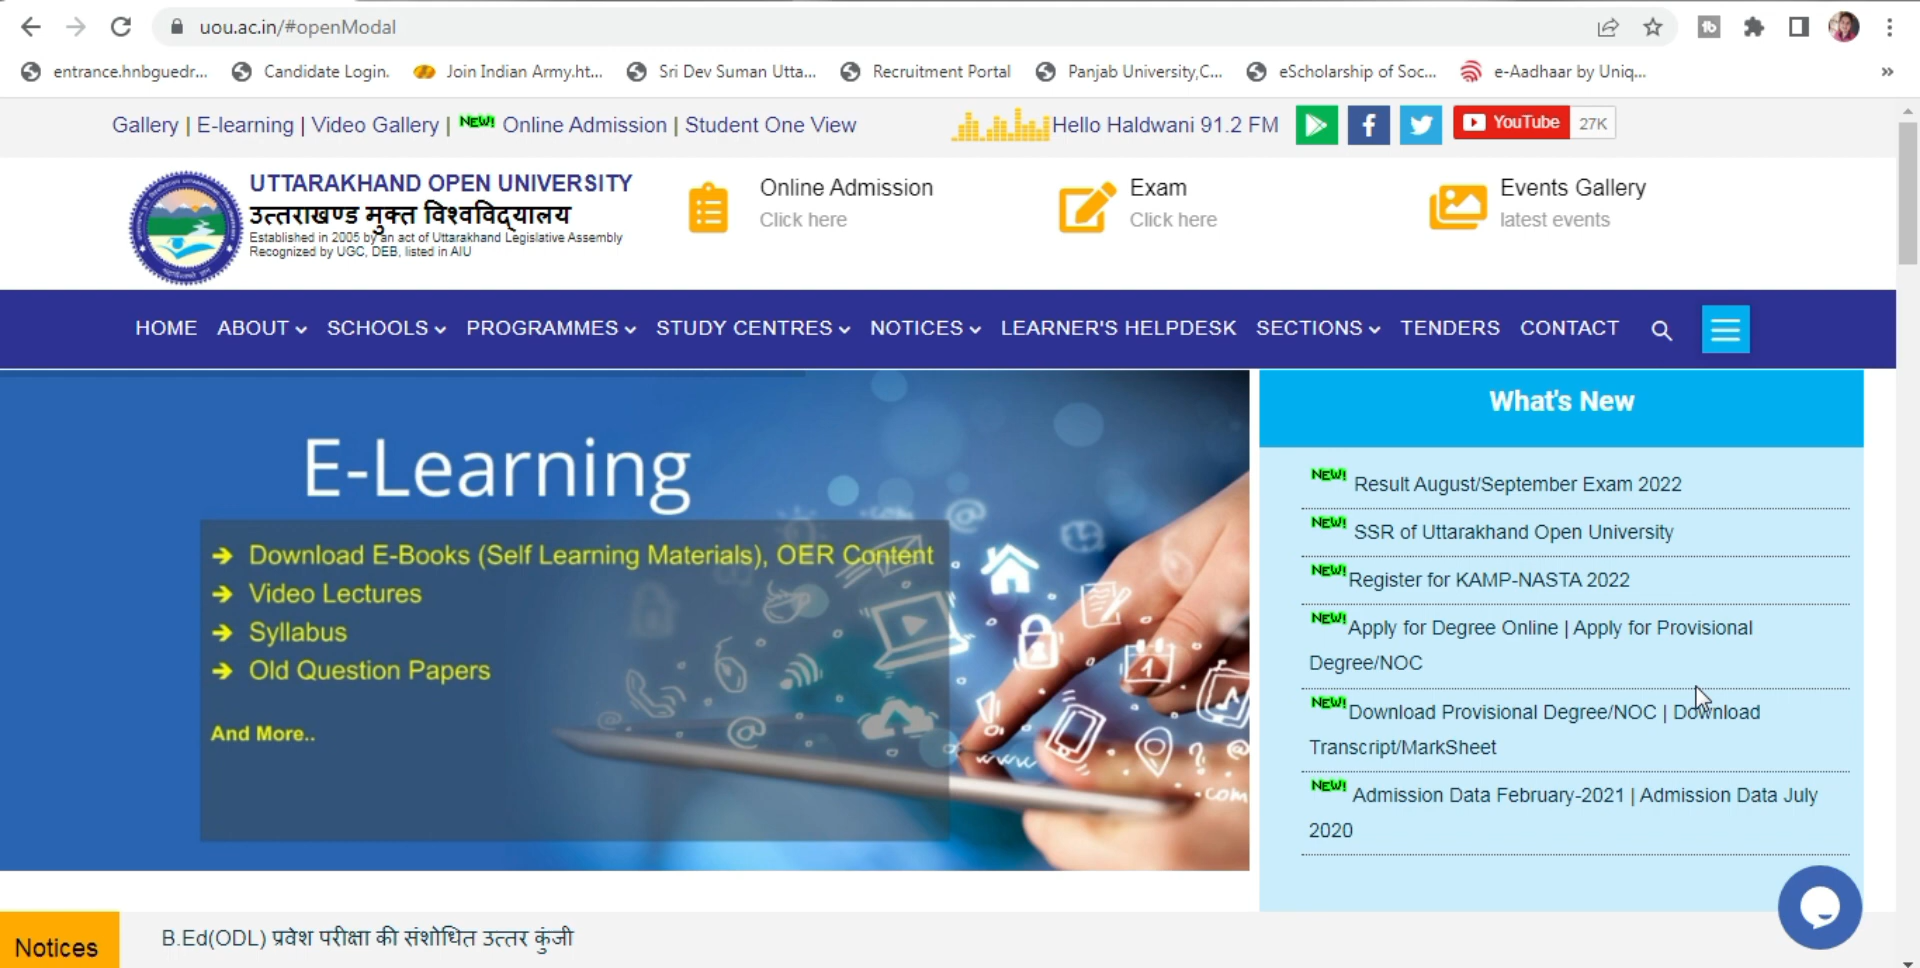 uou.ac.in/#openModal
entrance.hnbguedr... Candidate Login. Join Indian Army.ht... Sri Dev Suman Utta... Recruitment Portal Panjab University,C... eScholarship of Soc... e-Aadhaar by Uniq... »
Gallery | E-learning | Video Gallery | NEW! Online Admission | Student One View
Hello Haldwani 91.2 FM
YouTube 27K
UTTARAKHAND OPEN UNIVERSITY
उत्तराखण्ड मुक्त विश्वविद्यालय
Established in 2005 by an act of Uttarakhand Legislative Assembly
Recognized by UGC, DEB, listed in AIU
Online Admission
Click here
Exam
Click here
Events Gallery
latest events
HOME ABOUT SCHOOLS PROGRAMMES STUDY CENTRES NOTICES LEARNER'S HELPDESK SECTIONS TENDERS CONTACT
E-Learning
Download E-Books (Self Learning Materials), OER Content
Video Lectures
Syllabus
Old Question Papers
And More..
www
.com
What's New
NEW! Result August/September Exam 2022
NEW! SSR of Uttarakhand Open University
NEW! Register for KAMP-NASTA 2022
NEW! Apply for Degree Online | Apply for Provisional
Degree/NOC
NEW! Download Provisional Degree/NOC | Download
Transcript/MarkSheet
NEW! Admission Data February-2021 | Admission Data July
2020
Notices
B.Ed(ODL) प्रवेश परीक्षा की संशोधित उत्तर कुंजी